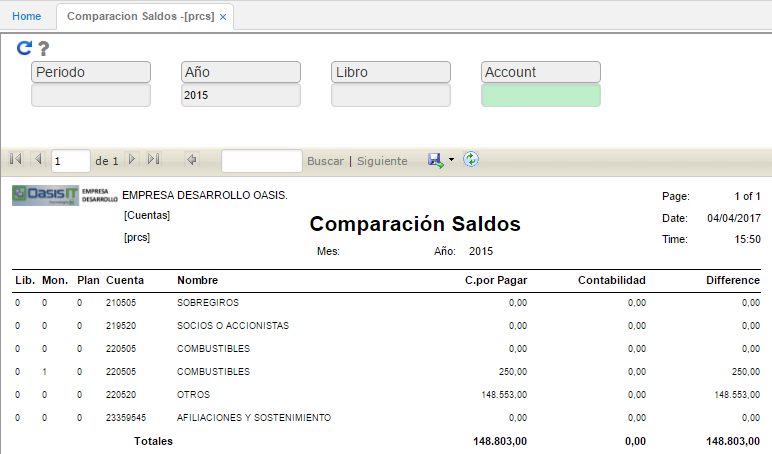 Home Comparacion Saldos -[prcs] ×
?
Periodo Año Libro Account
2015
1 de 1 Buscar | Siguiente
OasisIT EMPRESA DESARROLLO EMPRESA DESARROLLO OASIS. Page: 1 of 1
[Cuentas] Comparación Saldos Date: 04/04/2017
[prcs] Time: 15:50
Mes: Año: 2015
Lib. Mon. Plan Cuenta Nombre C.por Pagar Contabilidad Difference
0 0 0 210505 SOBREGIROS 0,00 0,00 0,00
0 0 0 219520 SOCIOS O ACCIONISTAS 0,00 0,00 0,00
0 0 0 220505 COMBUSTIBLES 0,00 0,00 0,00
0 1 0 220505 COMBUSTIBLES 250,00 0,00 250,00
0 0 0 220520 OTROS 148.553,00 0,00 148.553,00
0 0 0 23359545 AFILIACIONES Y SOSTENIMIENTO 0,00 0,00 0,00
Totales 148.803,00 0,00 148.803,00